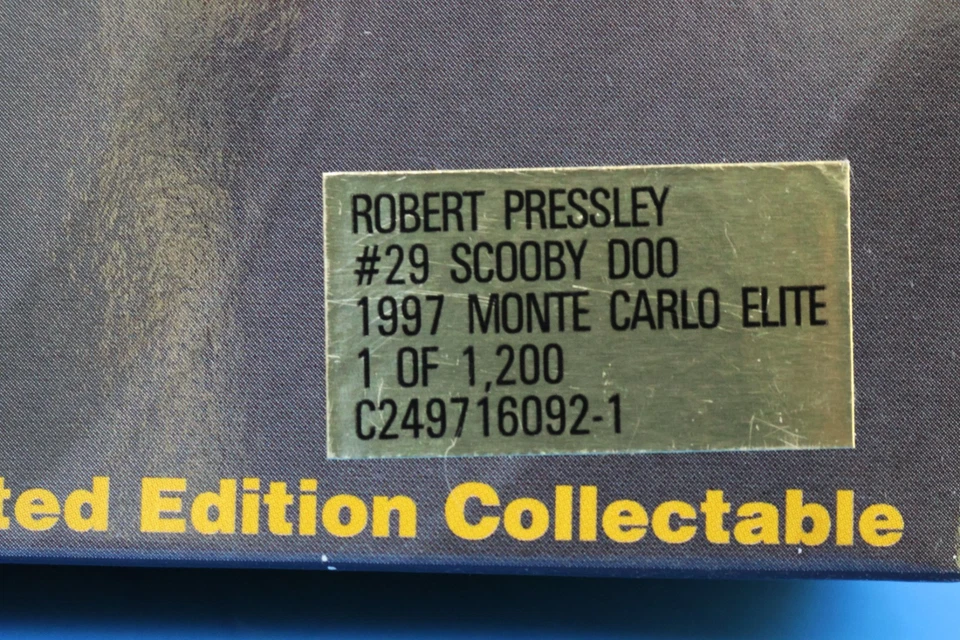 ROBERT PRESSLEY
#29 SCOOBY DOO
1997 MONTE CARLO ELITE
1 OF 1,200
C249716092-1
ted Edition Collectable